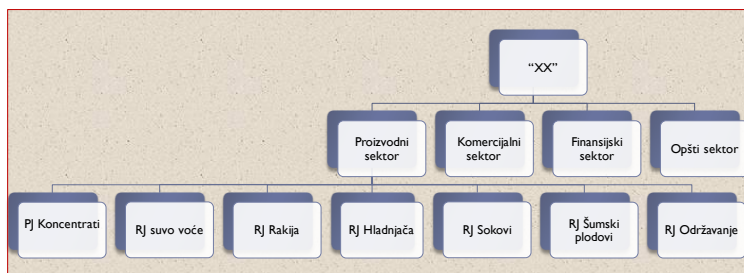 “XX”
Proizvodni
sektor
Komercijalni
sektor
Finansijski
sektor
Opšti sektor
PJ Koncentrati
RJ suvo voće
RJ Rakija
RJ Hladnjača
RJ Sokovi
RJ Šumski
plodovi
RJ Održavanje